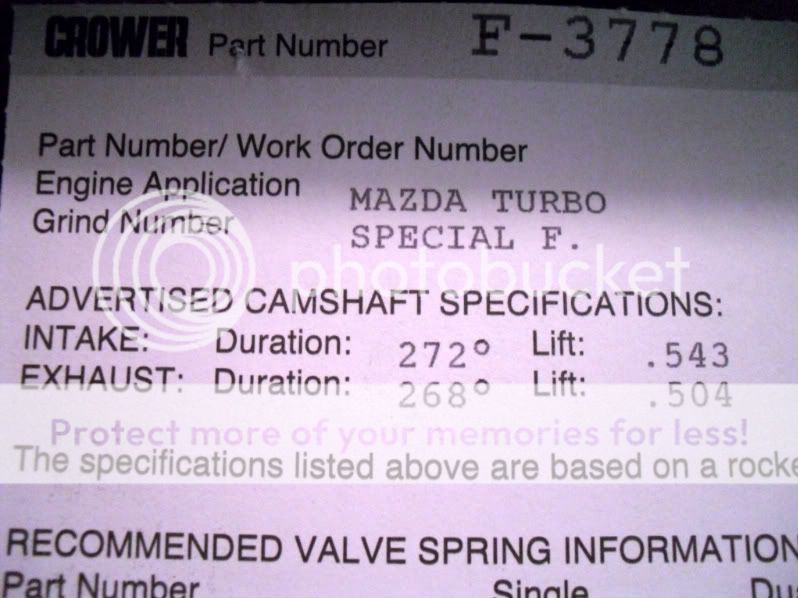 CROWER Part Number F-3778
Part Number/ Work Order Number
Engine Application MAZDA TURBO
Grind Number SPECIAL F.
photobucket
ADVERTISED CAMSHAFT SPECIFICATIONS:
INTAKE: Duration: 272° Lift: .543
EXHAUST: Duration: 268° Lift: .504
Protect more of your memories for less!
The specifications listed above are based on a rocke
RECOMMENDED VALVE SPRING INFORMATION
Part Number Single Du